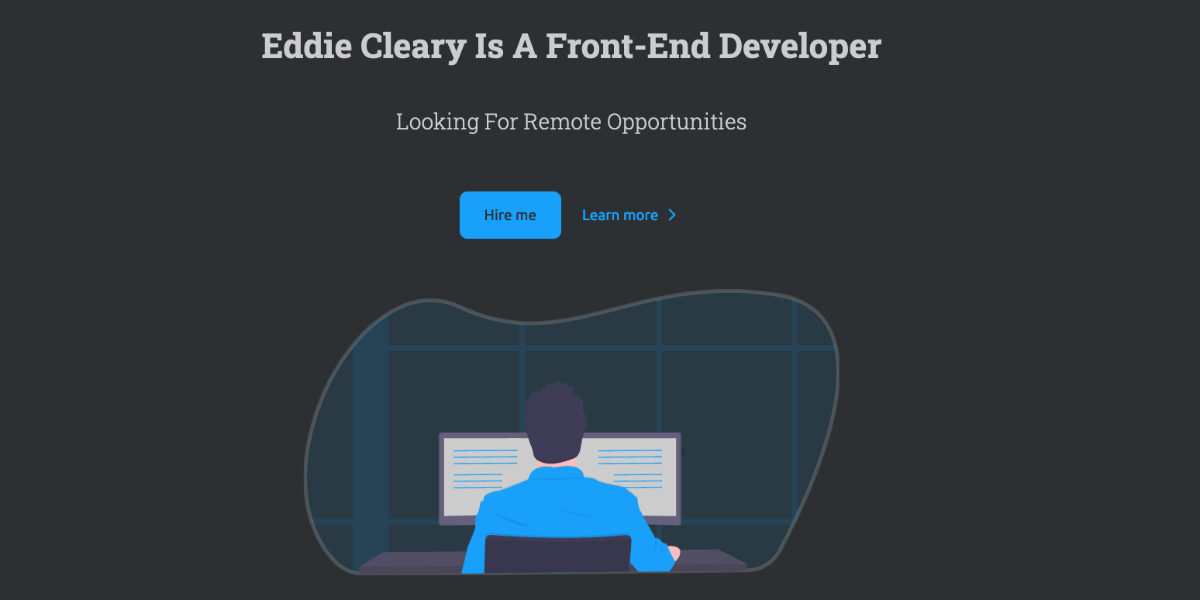 Eddie Cleary Is A Front-End Developer
Looking For Remote Opportunities
Hire me
Learn more